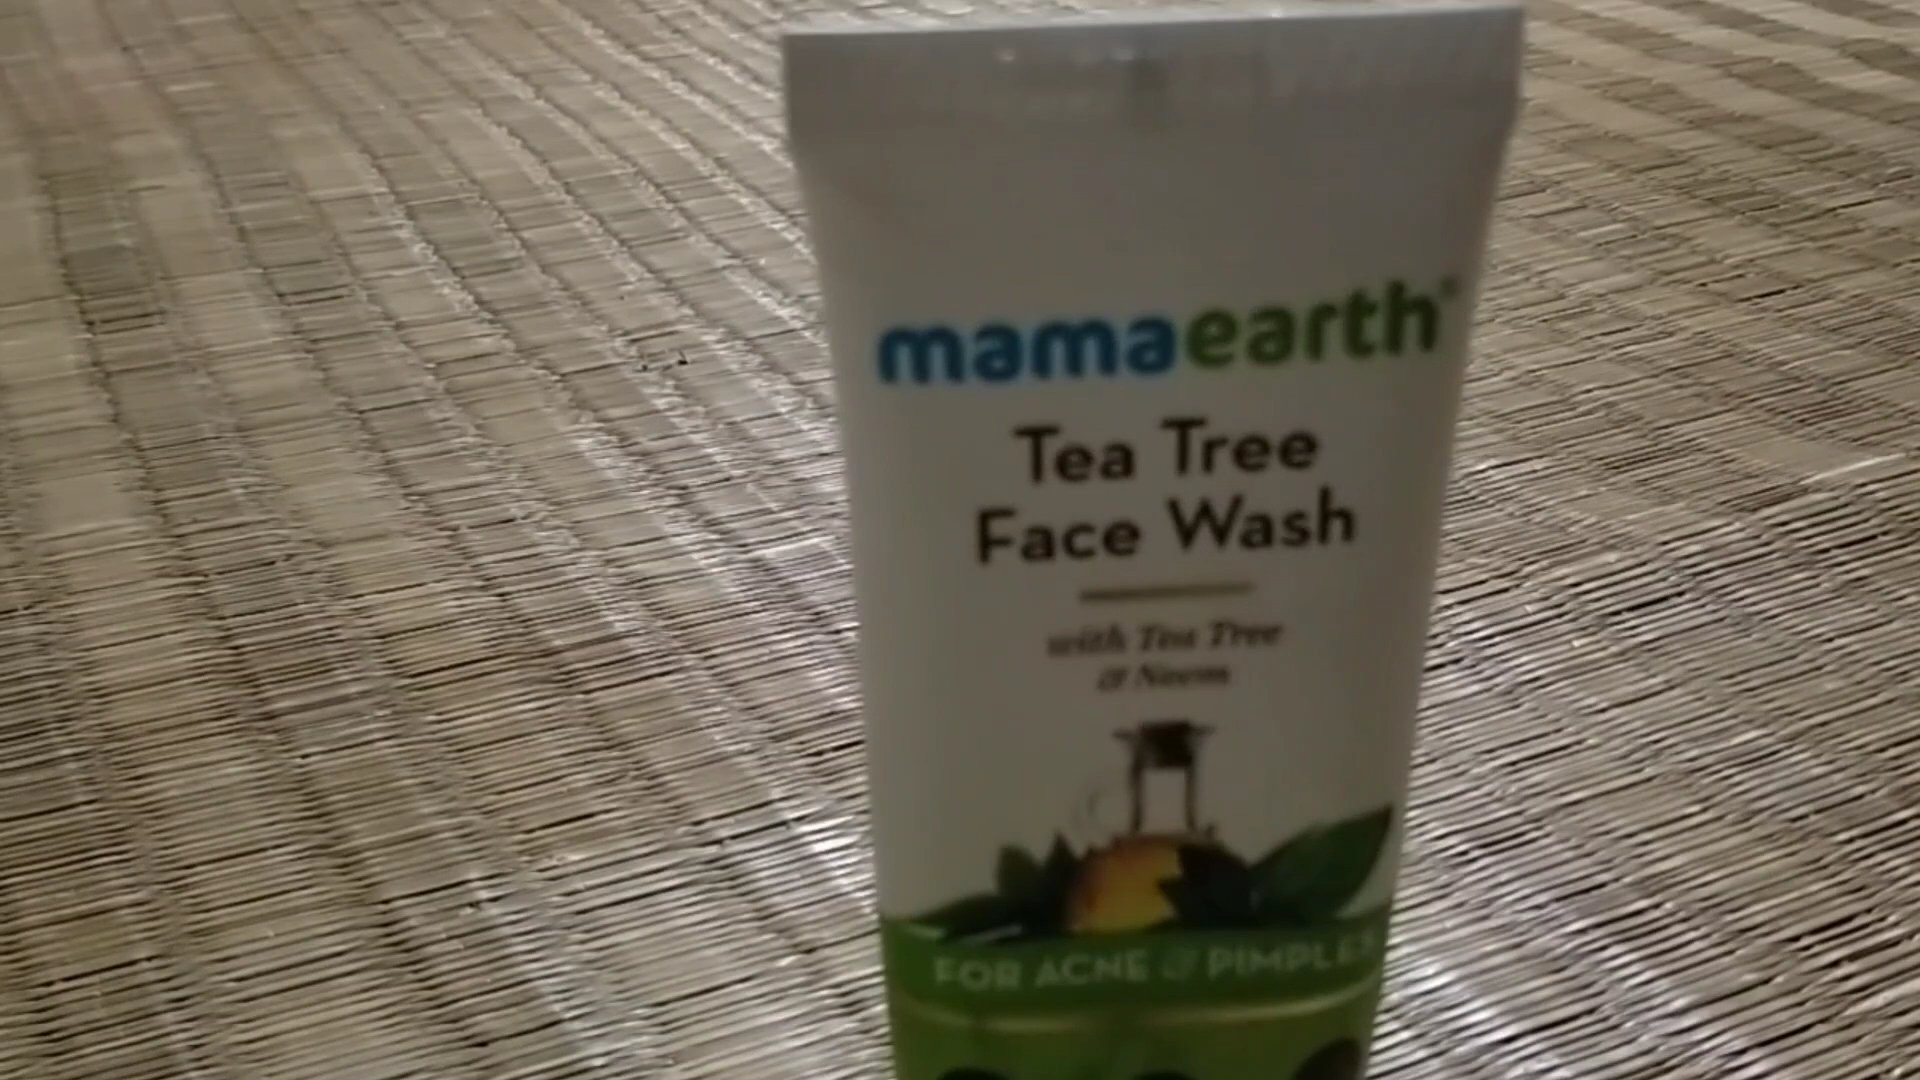 mamaearth
Tea Tree
Face Wash
with Tea Tree
& Neem
FOR ACNE & PIMPLES